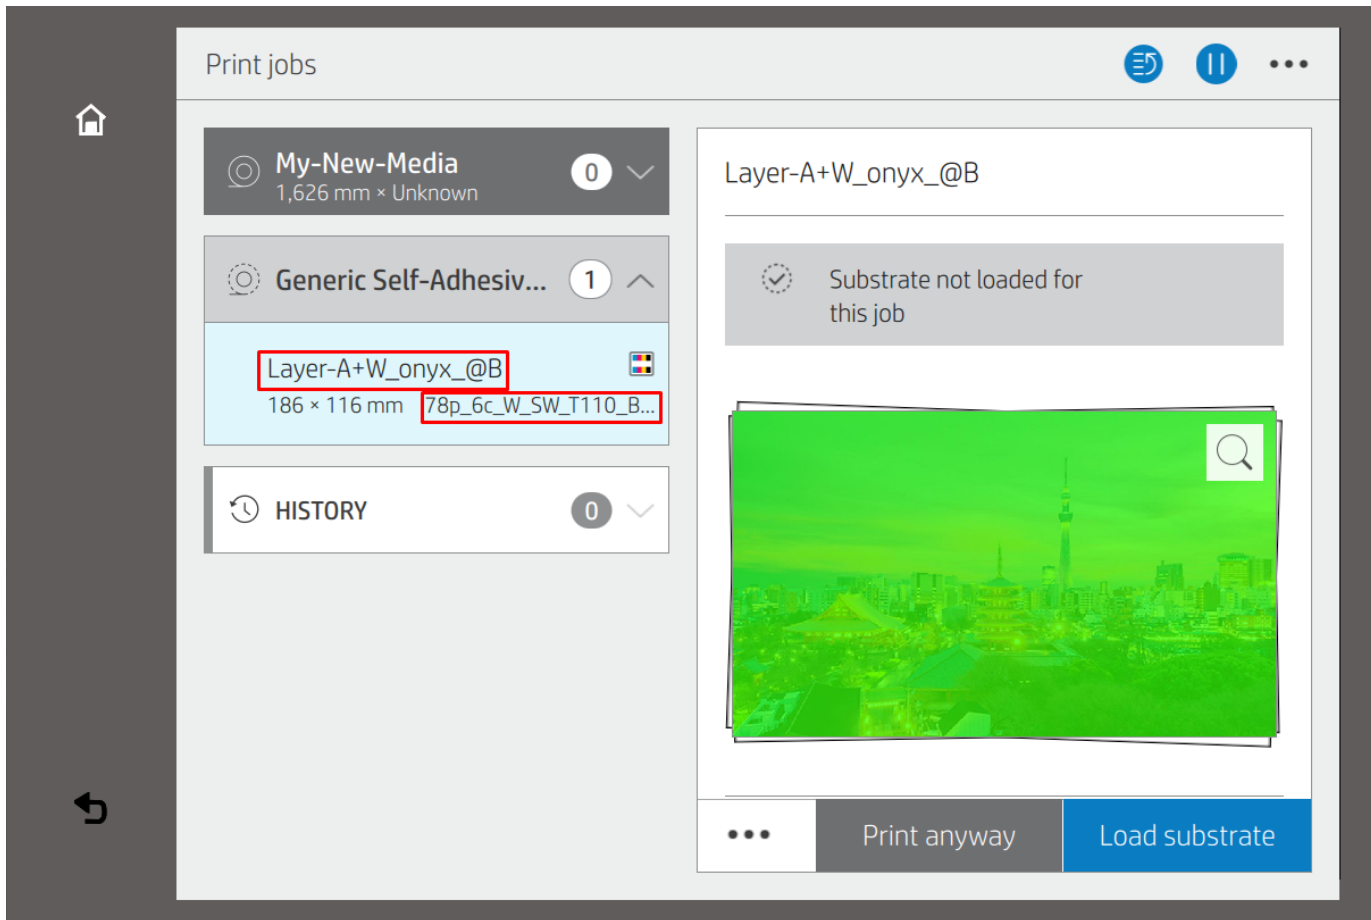 Print jobs
My-New-Media
0
1,626 mm × Unknown
Generic Self-Adhesiv...
1
Layer-A+W_onyx_@B
186 × 116 mm 78p_6c_W_SW_T110_B...
HISTORY
0
Layer-A+W_onyx_@B
Substrate not loaded for
this job
Print anyway
Load substrate